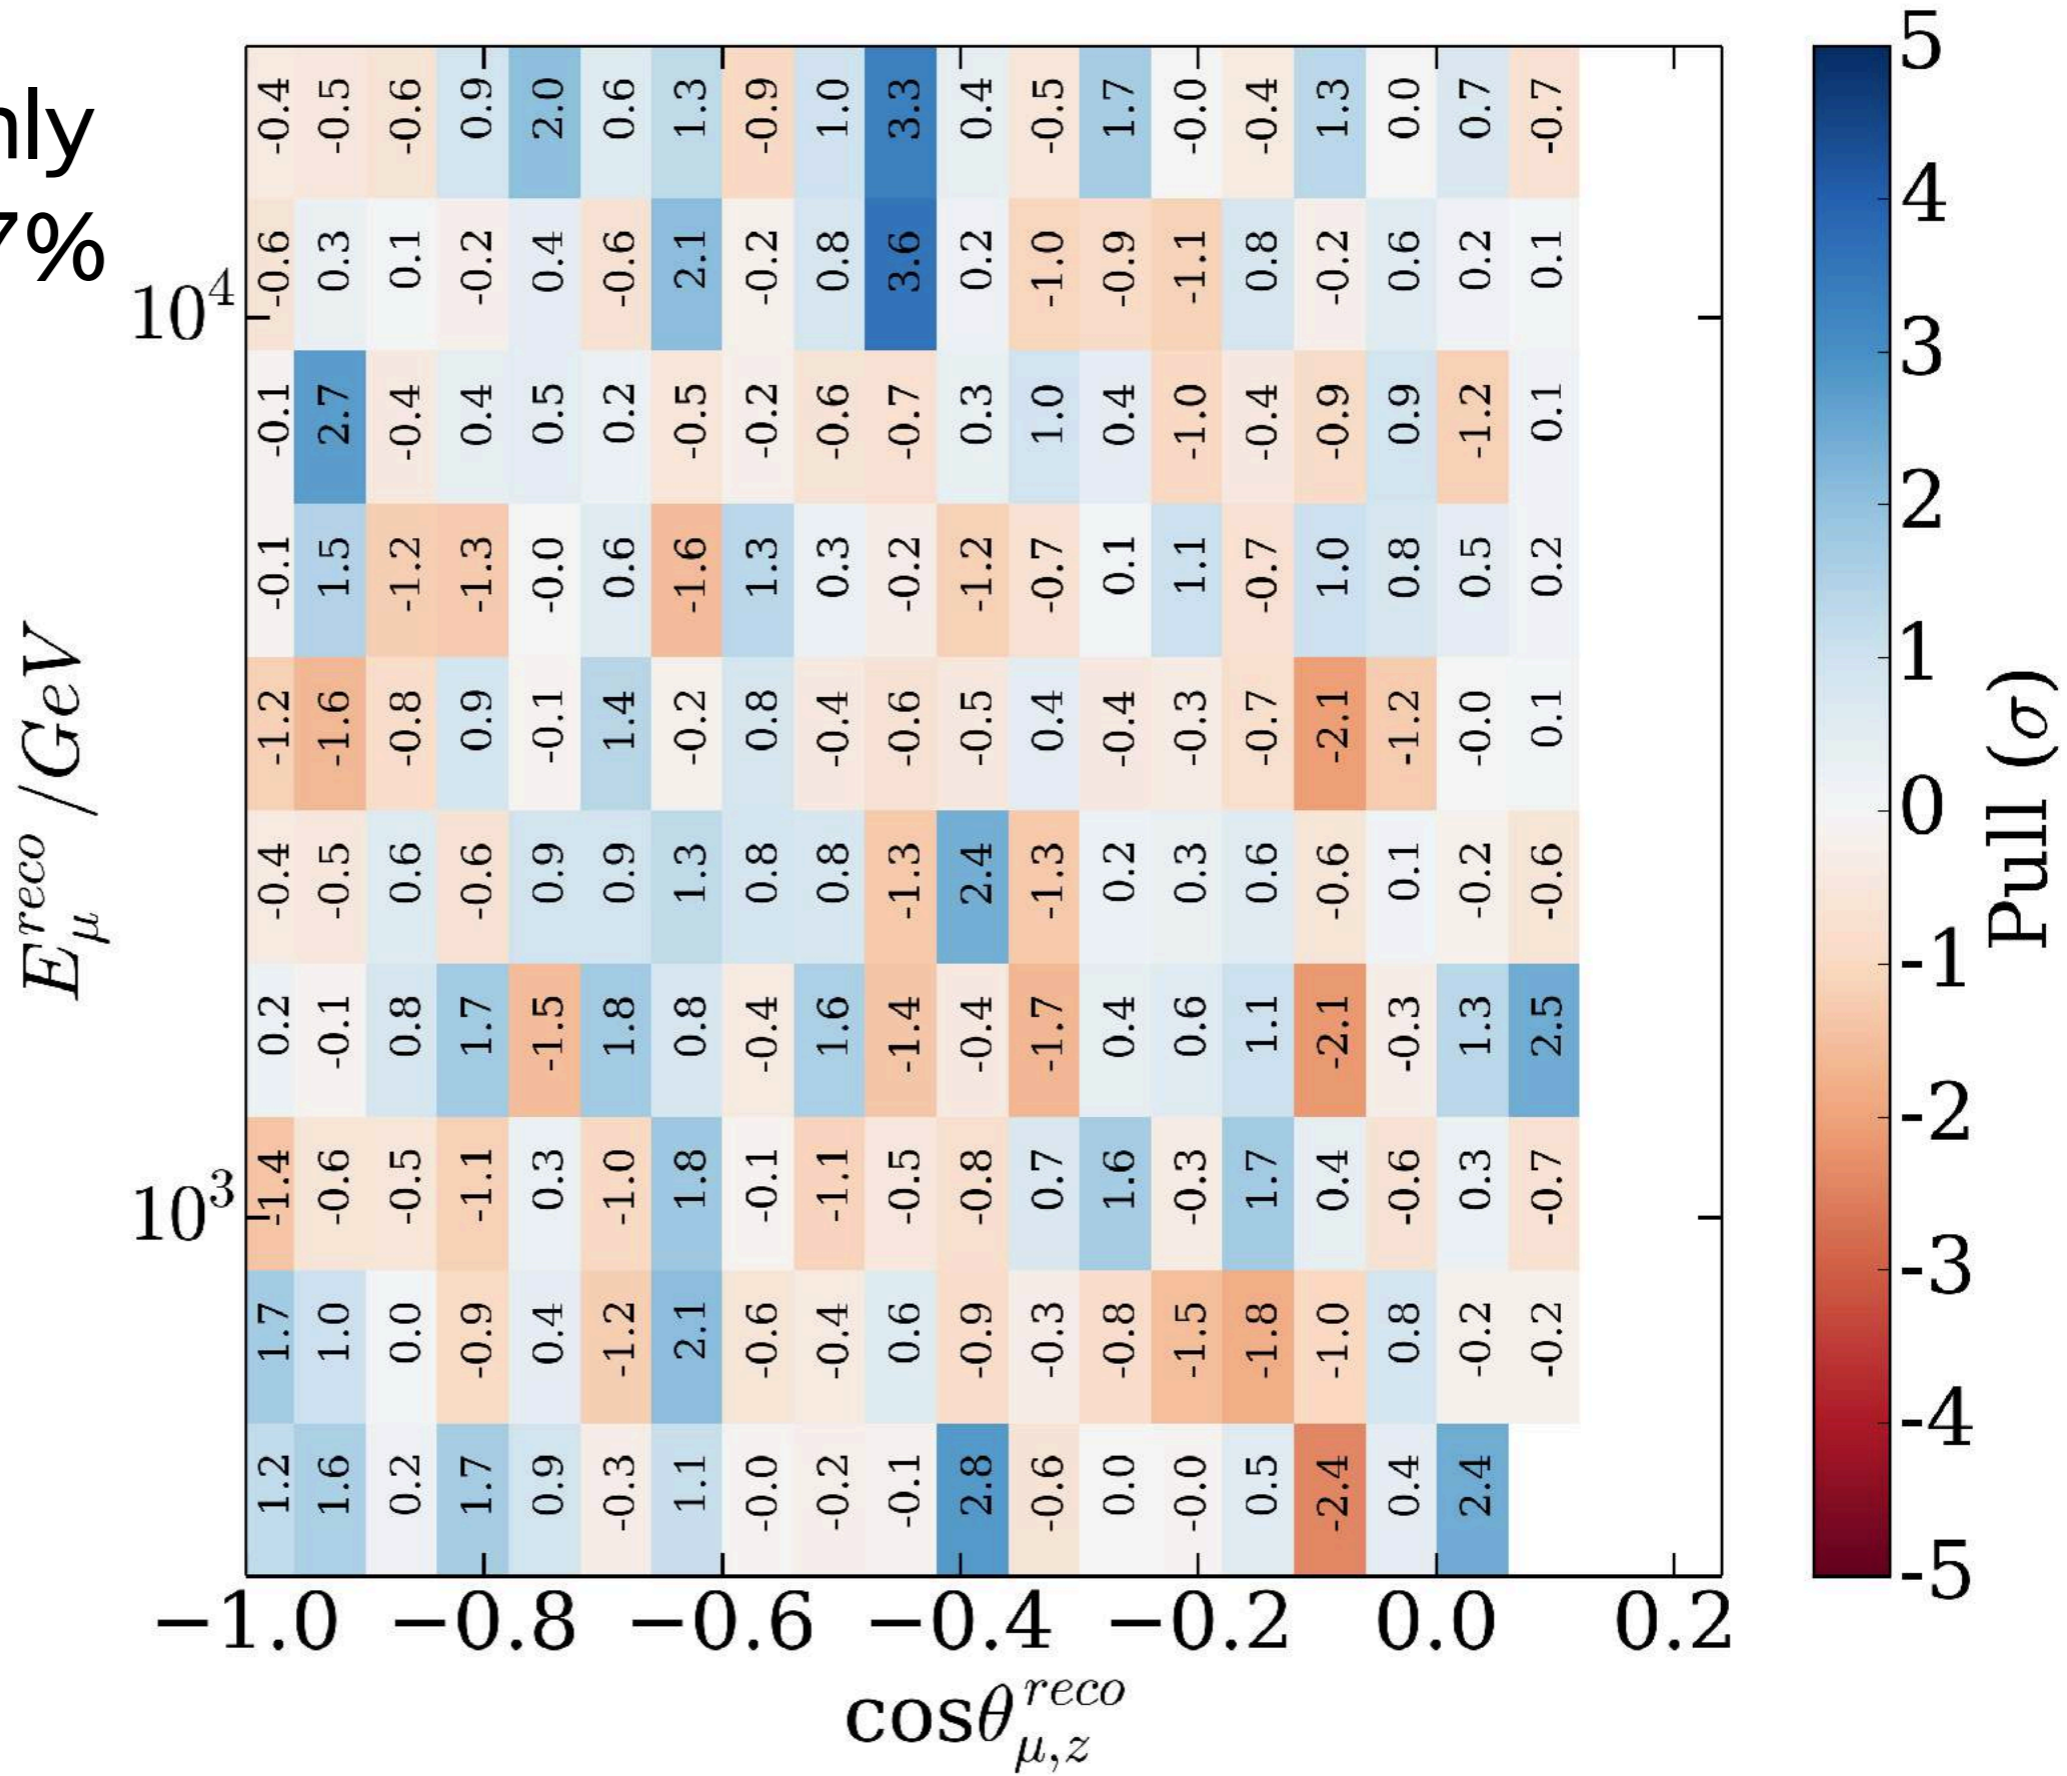 nly
7%
-0.4 -0.5 -0.6 0.9 2.0 0.6 1.3 -0.9 1.0 3.3 0.4 -0.5 1.7 -0.0 -0.4 1.3 0.0 0.7 -0.7
-0.6 0.3 0.1 -0.2 0.4 -0.6 2.1 -0.2 0.8 3.6 0.2 -1.0 -0.9 -1.1 0.8 -0.2 0.6 0.2 0.1
10⁴
-0.1 2.7 -0.4 0.4 0.5 0.2 -0.5 -0.2 -0.6 -0.7 0.3 1.0 0.4 -1.0 -0.4 -0.9 0.9 -1.2 0.1
-0.1 1.5 -1.2 -1.3 -0.0 0.6 -1.6 1.3 0.3 -0.2 -1.2 -0.7 0.1 1.1 -0.7 1.0 0.8 0.5 0.2
-1.2 -1.6 -0.8 0.9 -0.1 1.4 -0.2 0.8 -0.4 -0.6 -0.5 0.4 -0.4 -0.3 -0.7 -2.1 -1.2 -0.0 0.1
-0.4 -0.5 0.6 -0.6 0.9 0.9 1.3 0.8 0.8 -1.3 2.4 -1.3 0.2 0.3 0.6 -0.6 0.1 -0.2 -0.6
0.2 -0.1 0.8 1.7 -1.5 1.8 0.8 -0.4 1.6 -1.4 -0.4 -1.7 0.4 0.6 1.1 -2.1 -0.3 1.3 2.5
-1.4 -0.6 -0.5 -1.1 0.3 -1.0 1.8 -0.1 -1.1 -0.5 -0.8 0.7 1.6 -0.3 1.7 0.4 -0.6 0.3 -0.7
10³
1.7 1.0 0.0 -0.9 0.4 -1.2 2.1 -0.6 -0.4 0.6 -0.9 -0.3 -0.8 -1.5 -1.8 -1.0 0.8 -0.2 -0.2
1.2 1.6 0.2 1.7 0.9 -0.3 1.1 -0.0 -0.2 -0.1 2.8 -0.6 0.0 -0.0 0.5 -2.4 0.4 2.4
E_μ^reco /GeV
−1.0 −0.8 −0.6 −0.4 −0.2 0.0 0.2
cosθ_μ,z^reco
5
4
3
2
1
0
-1
-2
-3
-4
-5
Pull (σ)